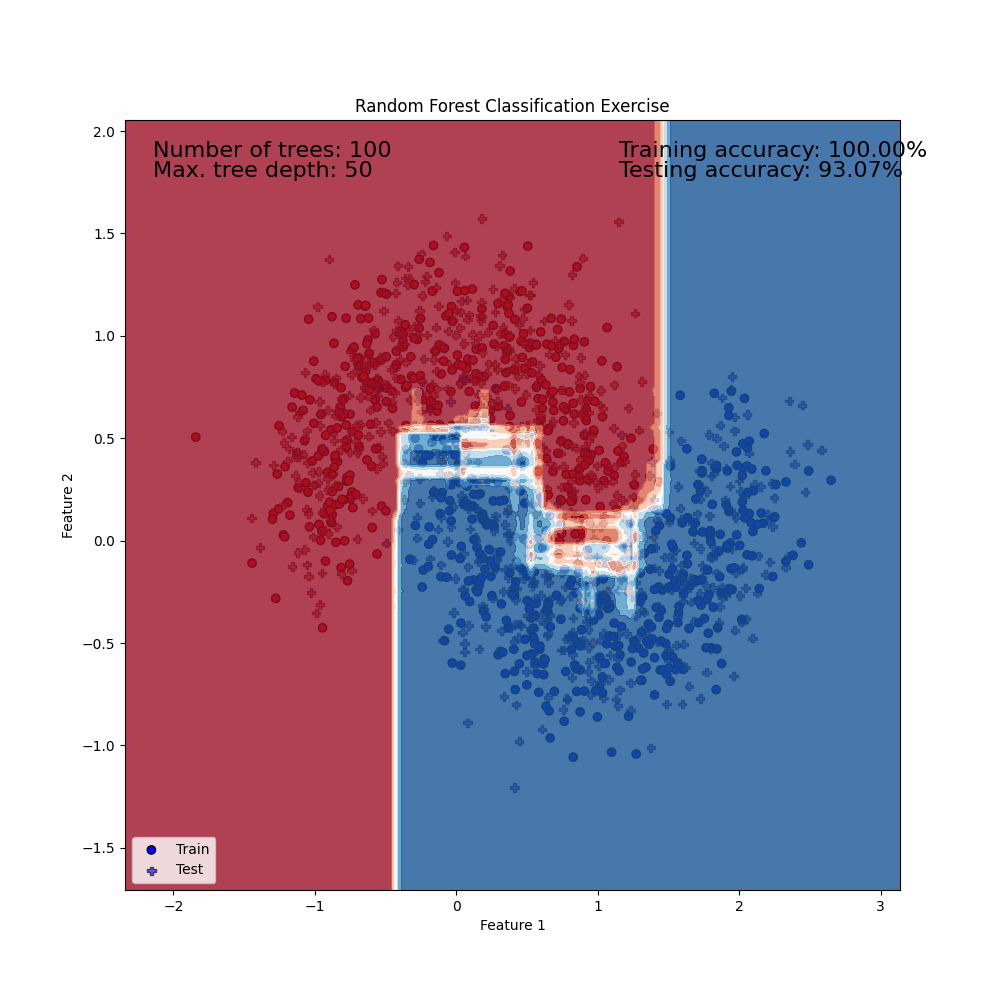 Random Forest Classification Exercise
Number of trees: 100
Max. tree depth: 50
Training accuracy: 100.00%
Testing accuracy: 93.07%
2.0
1.5
1.0
0.5
0.0
−0.5
−1.0
−1.5
Feature 2
Train
Test
−2 −1 0 1 2 3
Feature 1